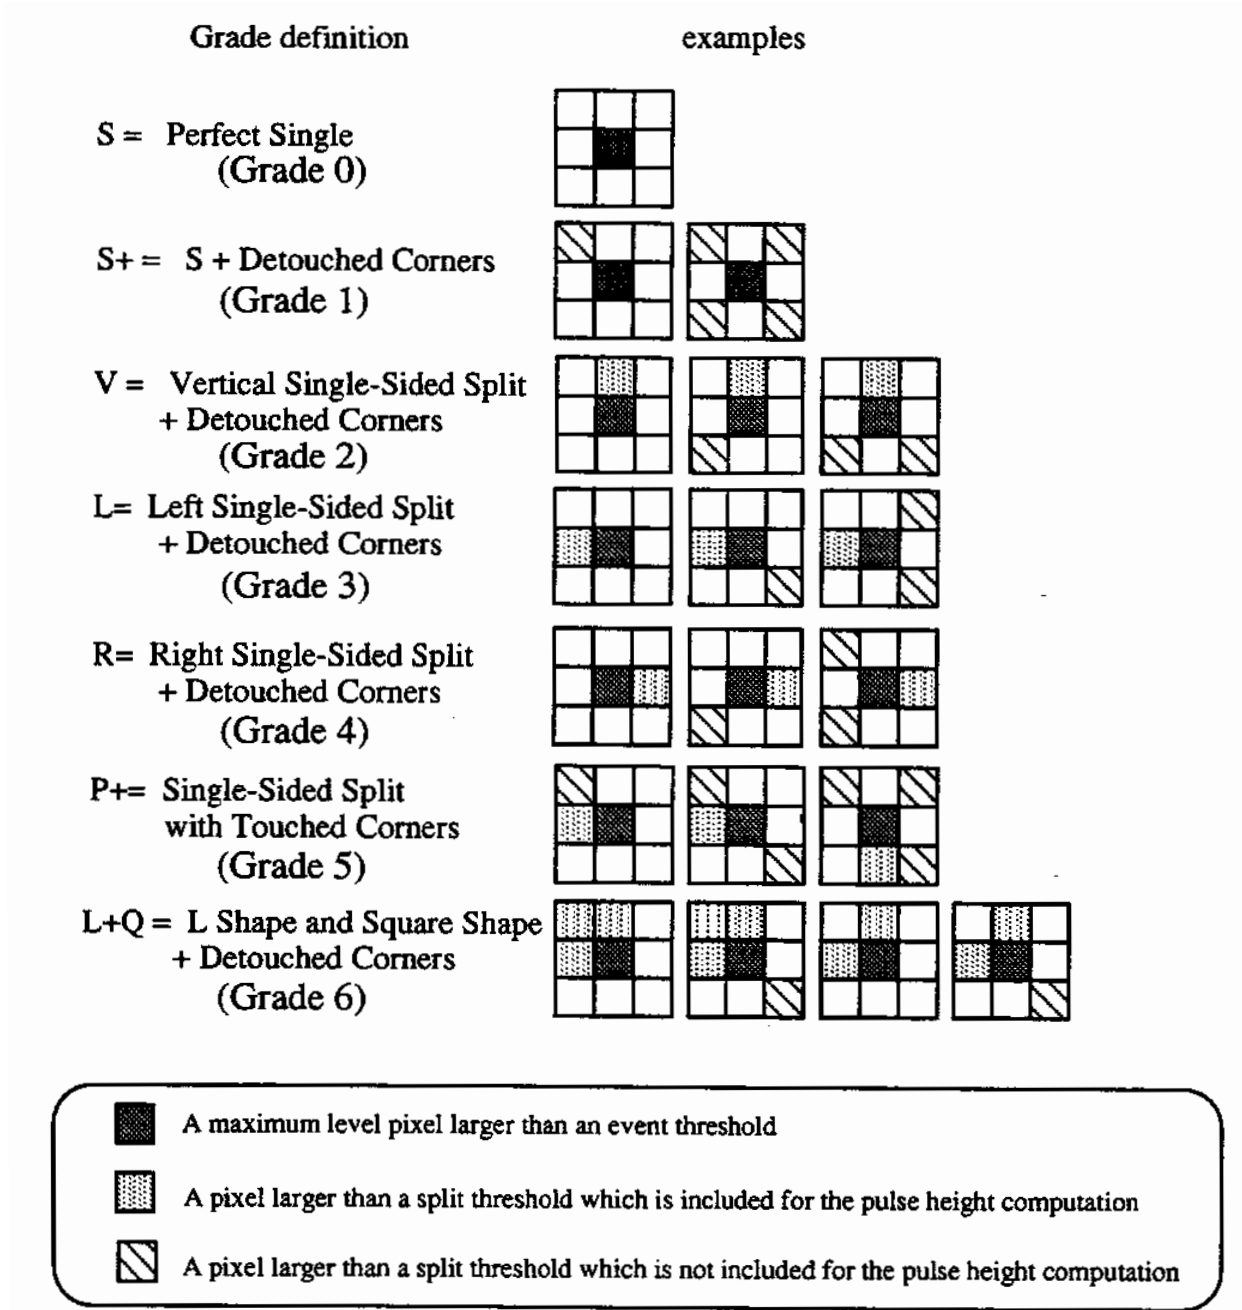 Grade definition examples
S = Perfect Single
(Grade 0)
S+ = S + Detouched Corners
(Grade 1)
V = Vertical Single-Sided Split
+ Detouched Corners
(Grade 2)
L= Left Single-Sided Split
+ Detouched Corners
(Grade 3)
R= Right Single-Sided Split
+ Detouched Corners
(Grade 4)
P+= Single-Sided Split
with Touched Corners
(Grade 5)
L+Q = L Shape and Square Shape
+ Detouched Corners
(Grade 6)
A maximum level pixel larger than an event threshold
A pixel larger than a split threshold which is included for the pulse height computation
A pixel larger than a split threshold which is not included for the pulse height computation